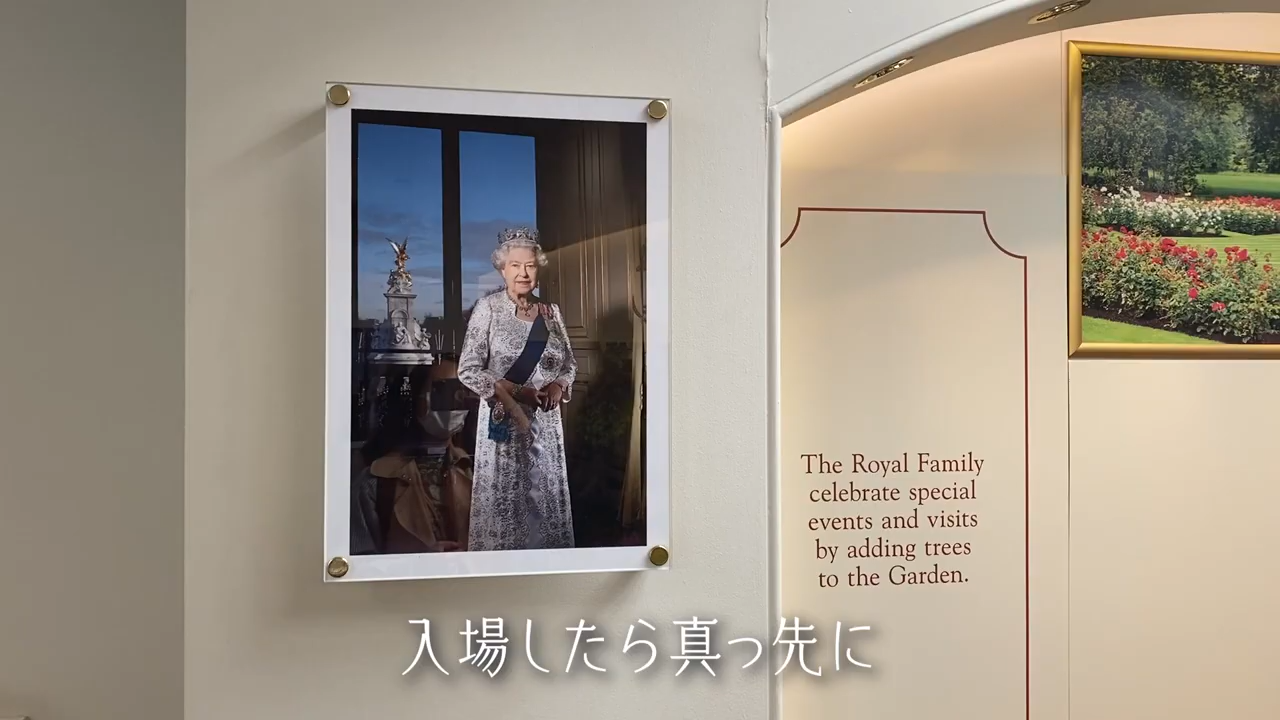 The Royal Family
celebrate special
events and visits
by adding trees
to the Garden.
入場したら真っ先に